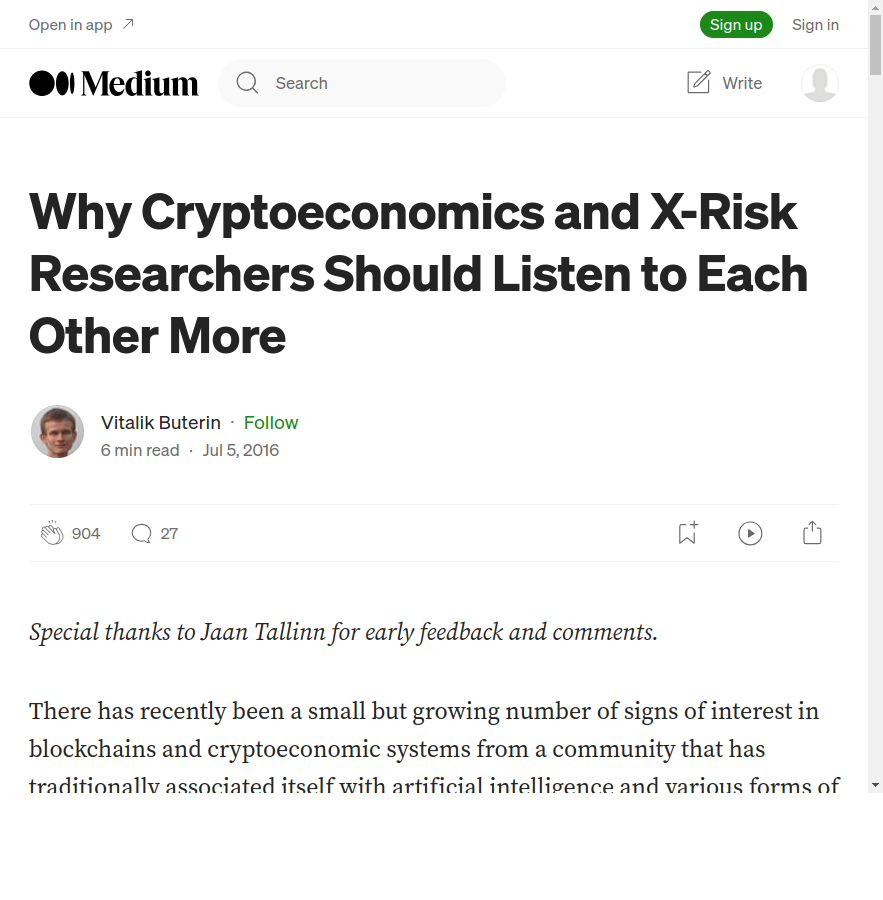 Open in app
Sign up
Sign in
Medium
Search
Write
Why Cryptoeconomics and X-Risk
Researchers Should Listen to Each
Other More
Vitalik Buterin · Follow
6 min read · Jul 5, 2016
904
27
Special thanks to Jaan Tallinn for early feedback and comments.
There has recently been a small but growing number of signs of interest in
blockchains and cryptoeconomic systems from a community that has
traditionally associated itself with artificial intelligence and various forms of